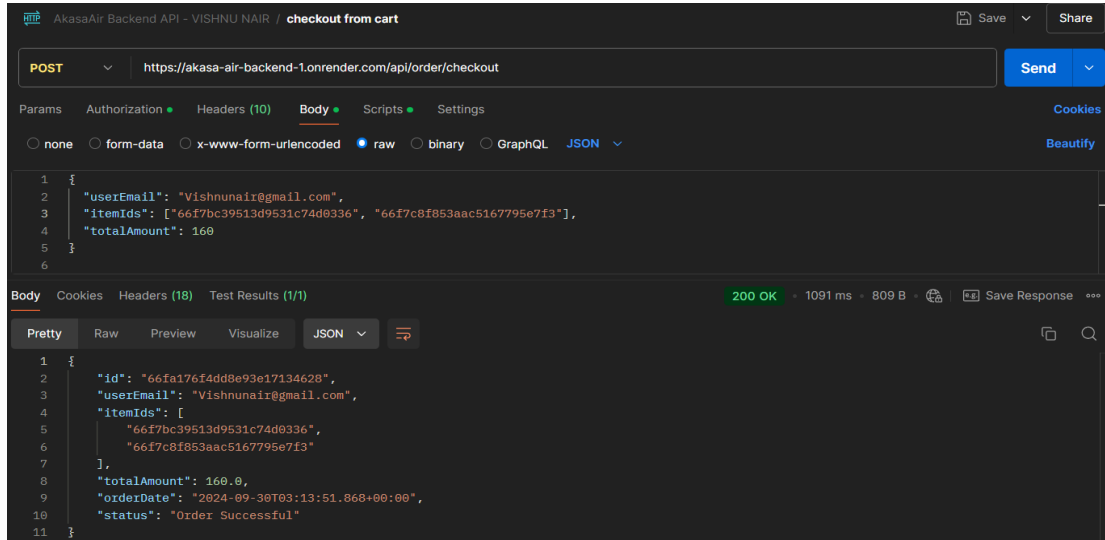 HTTP AkasaAir Backend API - VISHNU NAIR / checkout from cart Save Share
POST https://akasa-air-backend-1.onrender.com/api/order/checkout Send
Params Authorization Headers (10) Body Scripts Settings Cookies
none form-data x-www-form-urlencoded raw binary GraphQL JSON Beautify
1 {
2 "userEmail": "Vishnunair@gmail.com",
3 "itemIds": ["66f7bc39513d9531c74d0336", "66f7c8f853aac5167795e7f3"],
4 "totalAmount": 160
5 }
6
Body Cookies Headers (18) Test Results (1/1) 200 OK 1091 ms 809 B e.g. Save Response
Pretty Raw Preview Visualize JSON
1 {
2 "id": "66fa176f4dd8e93e17134628",
3 "userEmail": "Vishnunair@gmail.com",
4 "itemIds": [
5 "66f7bc39513d9531c74d0336",
6 "66f7c8f853aac5167795e7f3"
7 ],
8 "totalAmount": 160.0,
9 "orderDate": "2024-09-30T03:13:51.868+00:00",
10 "status": "Order Successful"
11 }